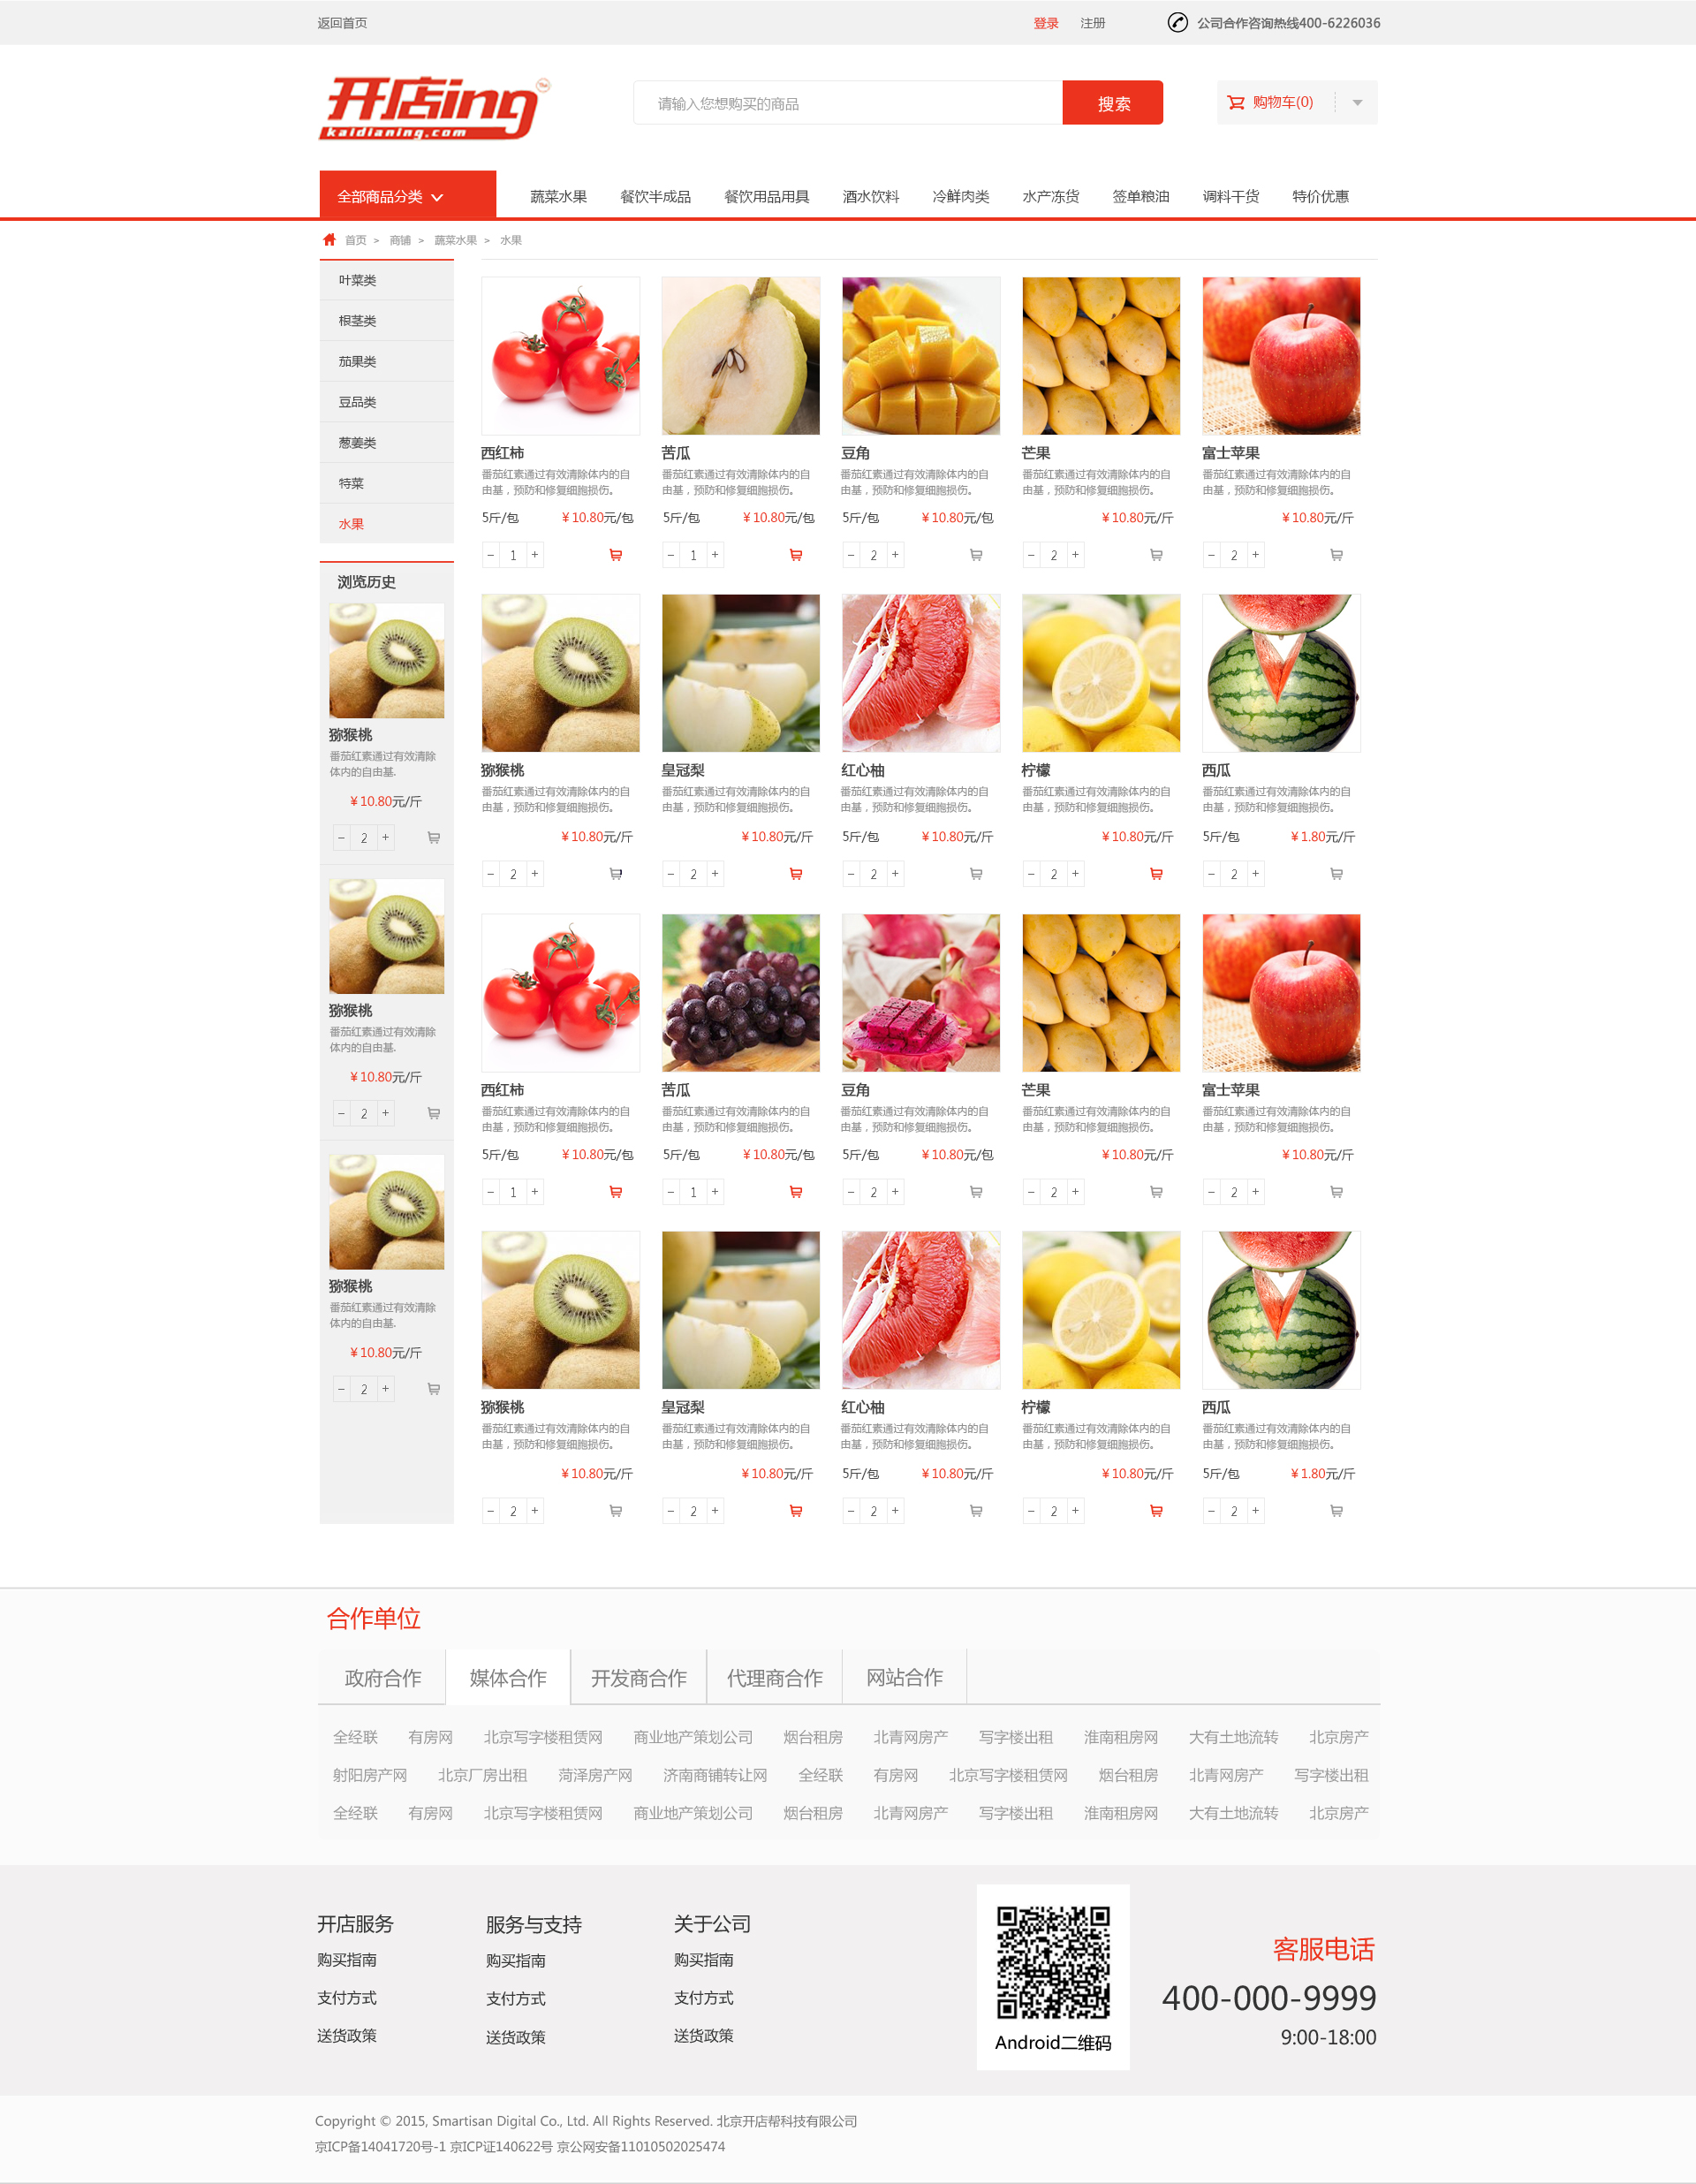 返回首页 登录 注册 公司合作咨询热线400-6226036
开店ing
kaidianing.com
请输入您想购买的商品 搜索 购物车(0)
全部商品分类 蔬菜水果 餐饮半成品 餐饮用品用具 酒水饮料 冷鲜肉类 水产冻货 签单粮油 调料干货 特价优惠
首页 > 商铺 > 蔬菜水果 > 水果
叶菜类
根茎类
茄果类
豆品类
葱姜类
特菜
水果
浏览历史
猕猴桃
番茄红素通过有效清除
体内的自由基.
¥10.80元/斤
− 2 +
猕猴桃
番茄红素通过有效清除
体内的自由基.
¥10.80元/斤
− 2 +
猕猴桃
番茄红素通过有效清除
体内的自由基.
¥10.80元/斤
− 2 +
西红柿 苦瓜 豆角 芒果 富士苹果
番茄红素通过有效清除体内的自 番茄红素通过有效清除体内的自 番茄红素通过有效清除体内的自 番茄红素通过有效清除体内的自 番茄红素通过有效清除体内的自
由基，预防和修复细胞损伤。 由基，预防和修复细胞损伤。 由基，预防和修复细胞损伤。 由基，预防和修复细胞损伤。 由基，预防和修复细胞损伤。
5斤/包 ¥10.80元/包 5斤/包 ¥10.80元/包 5斤/包 ¥10.80元/包 ¥10.80元/斤 ¥10.80元/斤
− 1 + − 1 + − 2 + − 2 + − 2 +
猕猴桃 皇冠梨 红心柚 柠檬 西瓜
番茄红素通过有效清除体内的自 番茄红素通过有效清除体内的自 番茄红素通过有效清除体内的自 番茄红素通过有效清除体内的自 番茄红素通过有效清除体内的自
由基，预防和修复细胞损伤。 由基，预防和修复细胞损伤。 由基，预防和修复细胞损伤。 由基，预防和修复细胞损伤。 由基，预防和修复细胞损伤。
¥10.80元/斤 ¥10.80元/斤 5斤/包 ¥10.80元/斤 ¥10.80元/斤 5斤/包 ¥1.80元/斤
− 2 + − 2 + − 2 + − 2 + − 2 +
西红柿 苦瓜 豆角 芒果 富士苹果
番茄红素通过有效清除体内的自 番茄红素通过有效清除体内的自 番茄红素通过有效清除体内的自 番茄红素通过有效清除体内的自 番茄红素通过有效清除体内的自
由基，预防和修复细胞损伤。 由基，预防和修复细胞损伤。 由基，预防和修复细胞损伤。 由基，预防和修复细胞损伤。 由基，预防和修复细胞损伤。
5斤/包 ¥10.80元/包 5斤/包 ¥10.80元/包 5斤/包 ¥10.80元/包 ¥10.80元/斤 ¥10.80元/斤
− 1 + − 1 + − 2 + − 2 + − 2 +
猕猴桃 皇冠梨 红心柚 柠檬 西瓜
番茄红素通过有效清除体内的自 番茄红素通过有效清除体内的自 番茄红素通过有效清除体内的自 番茄红素通过有效清除体内的自 番茄红素通过有效清除体内的自
由基，预防和修复细胞损伤。 由基，预防和修复细胞损伤。 由基，预防和修复细胞损伤。 由基，预防和修复细胞损伤。 由基，预防和修复细胞损伤。
¥10.80元/斤 ¥10.80元/斤 5斤/包 ¥10.80元/斤 ¥10.80元/斤 5斤/包 ¥1.80元/斤
− 2 + − 2 + − 2 + − 2 + − 2 +
合作单位
政府合作 媒体合作 开发商合作 代理商合作 网站合作
全经联 有房网 北京写字楼租赁网 商业地产策划公司 烟台租房 北青网房产 写字楼出租 淮南租房网 大有土地流转 北京房产
射阳房产网 北京厂房出租 菏泽房产网 济南商铺转让网 全经联 有房网 北京写字楼租赁网 烟台租房 北青网房产 写字楼出租
全经联 有房网 北京写字楼租赁网 商业地产策划公司 烟台租房 北青网房产 写字楼出租 淮南租房网 大有土地流转 北京房产
开店服务 服务与支持 关于公司
购买指南 购买指南 购买指南
支付方式 支付方式 支付方式
送货政策 送货政策 送货政策
Android二维码
客服电话
400-000-9999
9:00-18:00
Copyright © 2015, Smartisan Digital Co., Ltd. All Rights Reserved. 北京开店帮科技有限公司
京ICP备14041720号-1 京ICP证140622号 京公网安备11010502025474